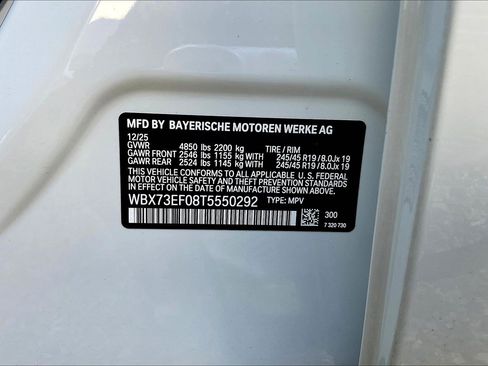 MFD BY BAYERISCHE MOTOREN WERKE AG
12/25
GVWR 4850 lbs 2200 kg TIRE / RIM
GAWR FRONT 2546 lbs 1155 kg WITH 245/45 R19 / 8.0Jx 19
GAWR REAR 2524 lbs 1145 kg WITH 245/45 R19 / 8.0Jx 19
THIS VEHICLE CONFORMS TO ALL APPLICABLE U. S. FEDERAL
MOTOR VEHICLE SAFETY AND THEFT PREVENTION
STANDARDS IN EFFECT ON THE DATE OF
MANUFACTURE SHOWN ABOVE.
WBX73EF08T5550292 TYPE: MPV
300
7 320 730